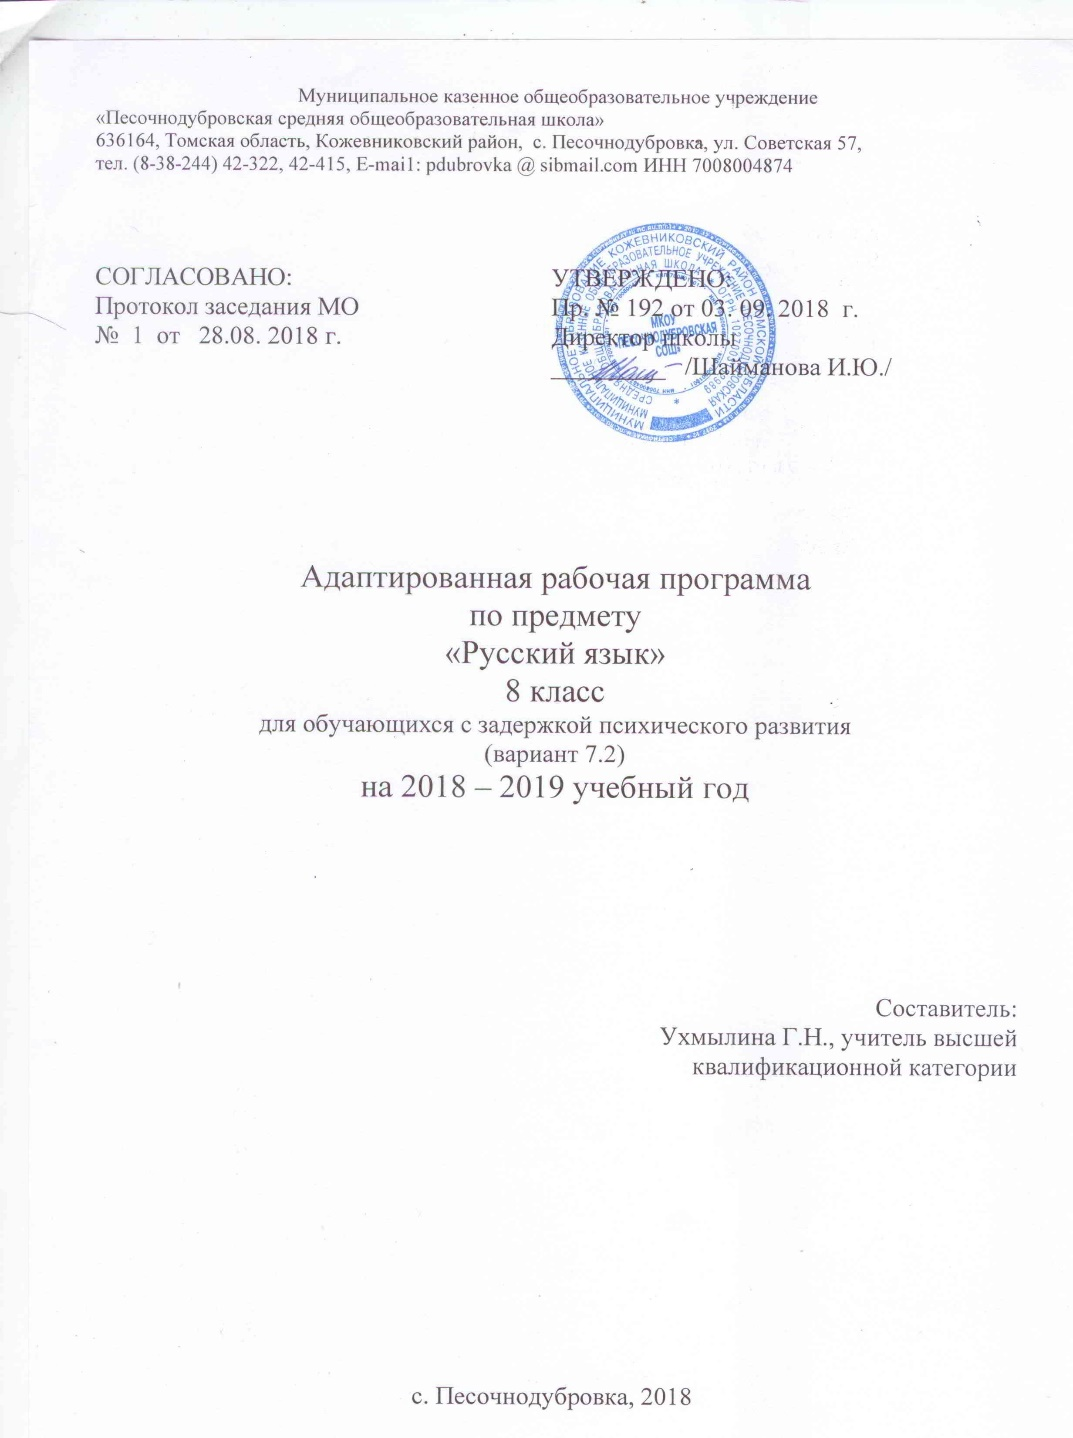 Муниципальное казенное общеобразовательное учреждение
«Песочнодубровская средняя общеобразовательная школа»
636164, Томская область, Кожевниковский район,  с. Песочнодубровка, ул. Советская 57,
тел. (8-38-244) 42-322, 42-415, E-mai1: pdubrovka @ sibmail.com ИНН 7008004874
СОГЛАСОВАНО:
Протокол заседания МО
№  1  от   28.08. 2018 г.
УТВЕРЖДЕНО:
Пр. № 192 от 03. 09. 2018  г.
Директор школы
_________ /Шайманова И.Ю./
МКОУ
СОШ»
Адаптированная рабочая программа
по предмету
«Русский язык»
8 класс
для обучающихся с задержкой психического развития
(вариант 7.2)
на 2018 – 2019 учебный год
Составитель:
Ухмылина Г.Н., учитель высшей
квалификационной категории
с. Песочнодубровка, 2018